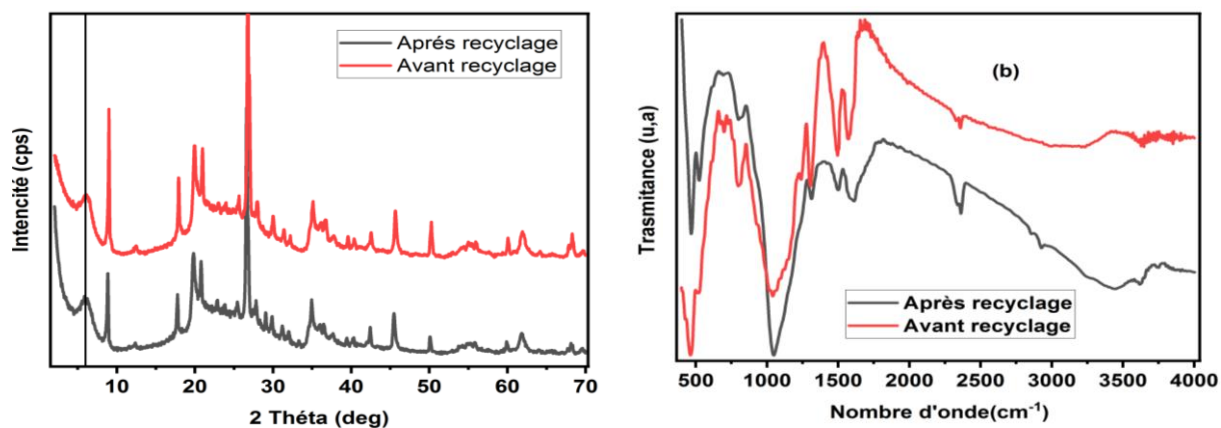 Intencité (cps)
Aprés recyclage
Avant recyclage
10 20 30 40 50 60 70
2 Théta (deg)
Trasmitance (u,a)
(b)
Après recyclage
Avant recyclage
500 1000 1500 2000 2500 3000 3500 4000
Nombre d'onde(cm⁻¹)